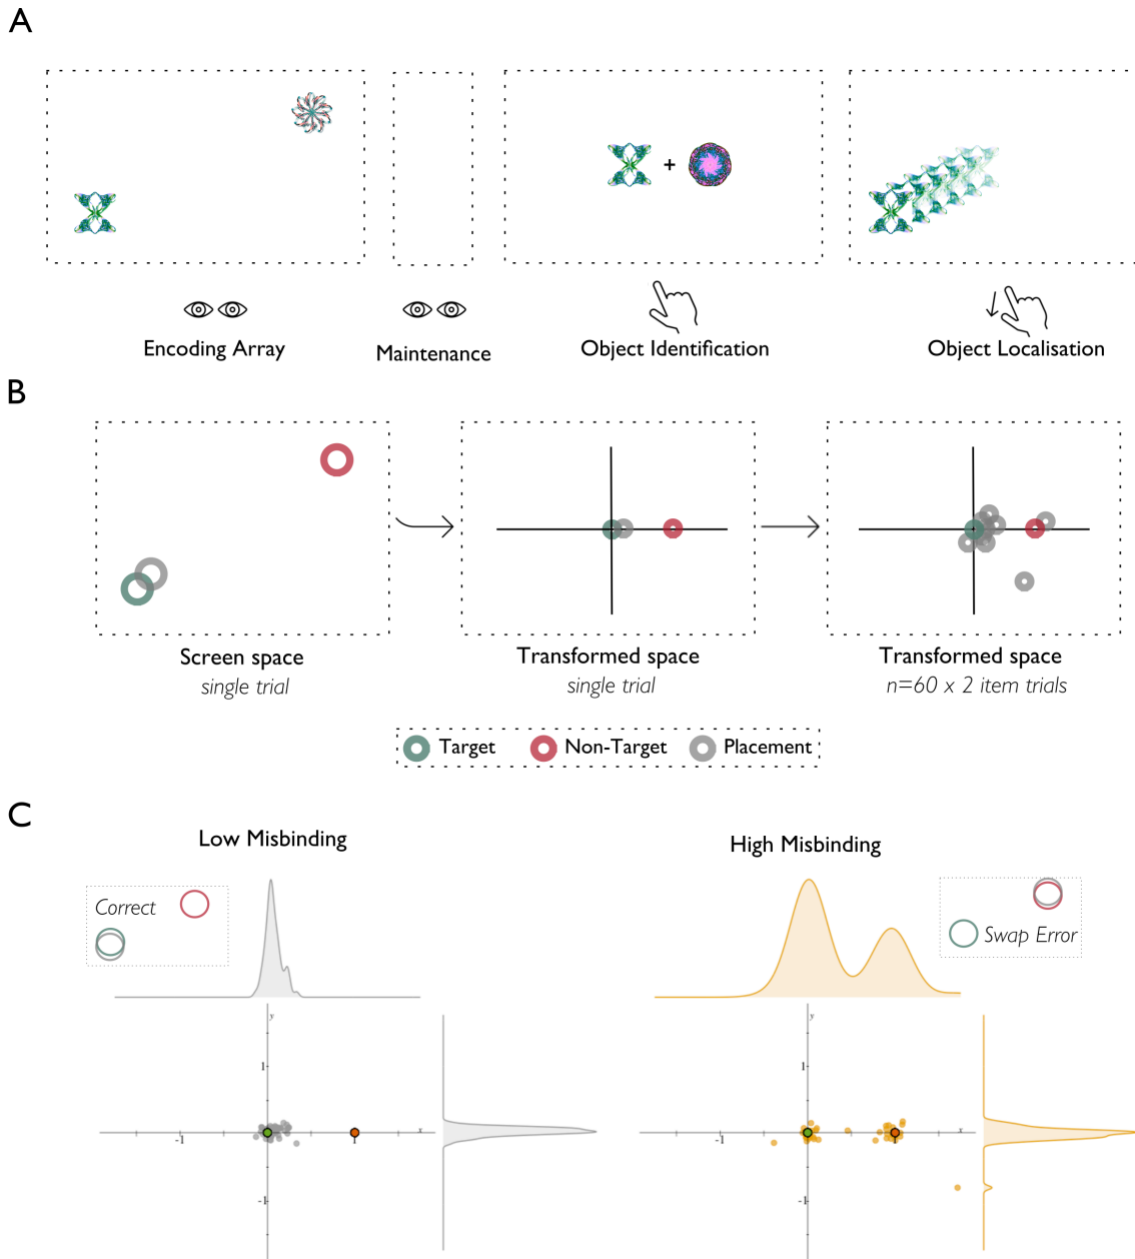 A
+
Encoding Array
Maintenance
Object Identification
Object Localisation
B
Screen space
single trial
Transformed space
single trial
Transformed space
n=60 x 2 item trials
Target
Non-Target
Placement
C
Low Misbinding
High Misbinding
Correct
Swap Error
y
1
-1
1
x
-1
y
1
-1
1
x
-1